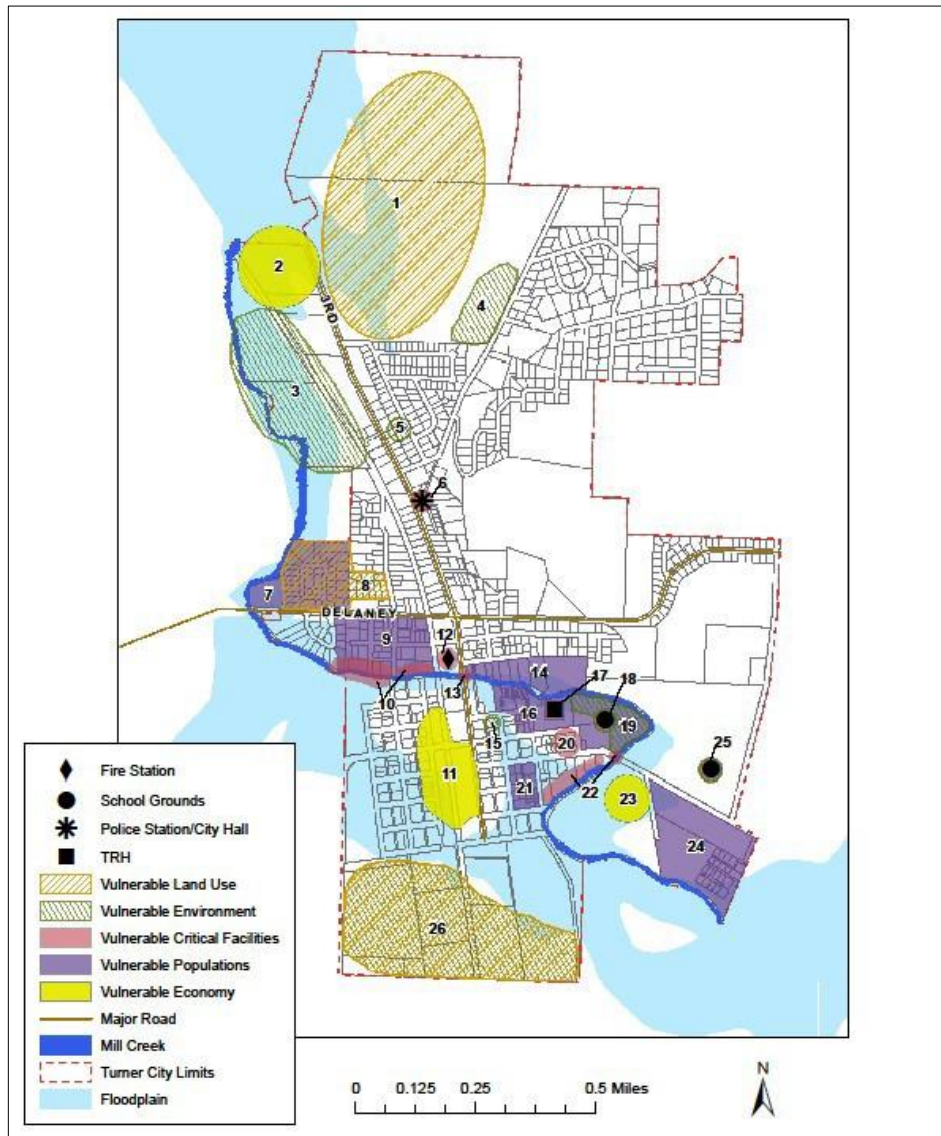 1
2
3RD
4
3
5
6
8
7
DELANEY
9
12
14
17
18
10
13
16
19
15
20
25
11
21
22
23
24
26
Fire Station
School Grounds
Police Station/City Hall
TRH
Vulnerable Land Use
Vulnerable Environment
Vulnerable Critical Facilities
Vulnerable Populations
Vulnerable Economy
Major Road
Mill Creek
Turner City Limits
Floodplain
0 0.125 0.25 0.5 Miles
N